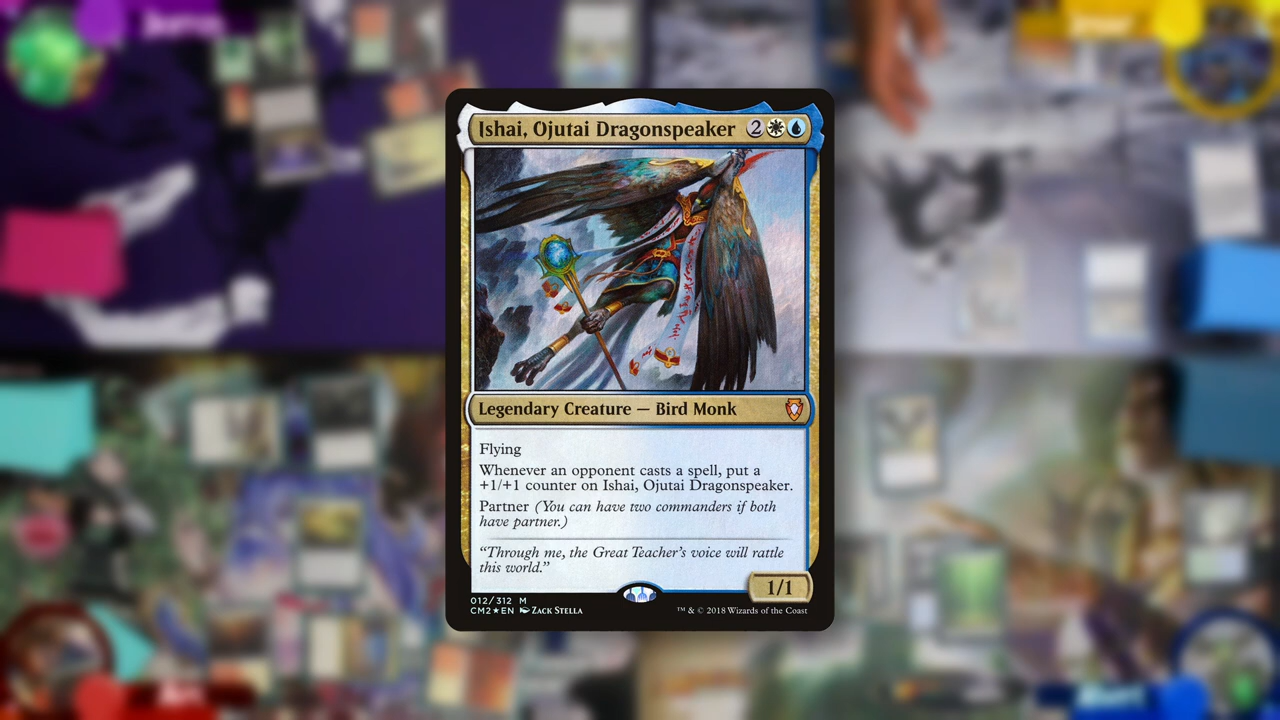 Ishai, Ojutai Dragonspeaker 2
Legendary Creature — Bird Monk
Flying
Whenever an opponent casts a spell, put a
+1/+1 counter on Ishai, Ojutai Dragonspeaker.
Partner (You can have two commanders if both
have partner.)
“Through me, the Great Teacher’s voice will rattle
this world.”
1/1
012/312 M
CM2★EN Zack Stella
™ & © 2018 Wizards of the Coast